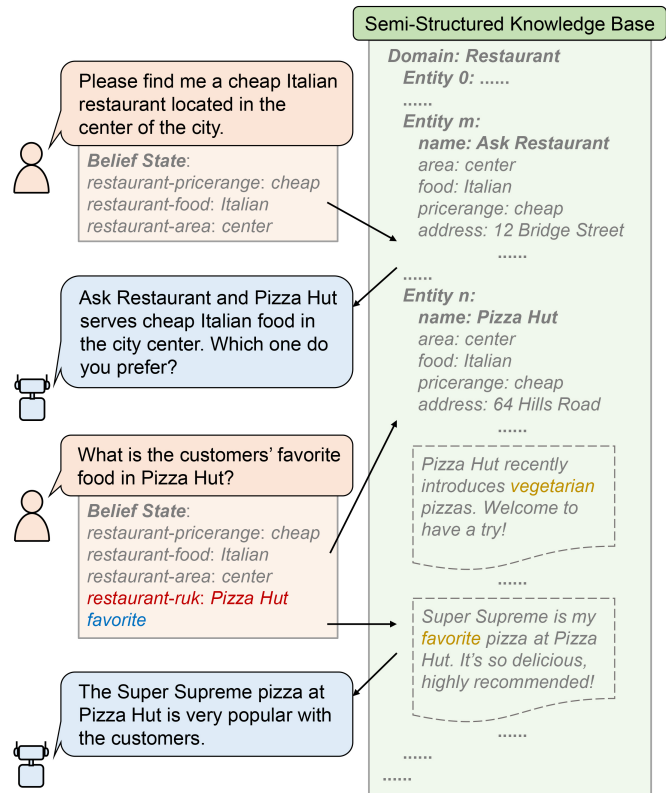 Please find me a cheap Italian
restaurant located in the
center of the city.
Belief State:
restaurant-pricerange: cheap
restaurant-food: Italian
restaurant-area: center
Ask Restaurant and Pizza Hut
serves cheap Italian food in
the city center. Which one do
you prefer?
What is the customers’ favorite
food in Pizza Hut?
Belief State:
restaurant-pricerange: cheap
restaurant-food: Italian
restaurant-area: center
restaurant-ruk: Pizza Hut
favorite
The Super Supreme pizza at
Pizza Hut is very popular with
the customers.
Semi-Structured Knowledge Base
Domain: Restaurant
Entity 0: ......
......
Entity m:
name: Ask Restaurant
area: center
food: Italian
pricerange: cheap
address: 12 Bridge Street
......
......
Entity n:
name: Pizza Hut
area: center
food: Italian
pricerange: cheap
address: 64 Hills Road
......
Pizza Hut recently
introduces vegetarian
pizzas. Welcome to
have a try!
......
Super Supreme is my
favorite pizza at Pizza
Hut. It’s so delicious,
highly recommended!
......
......
......